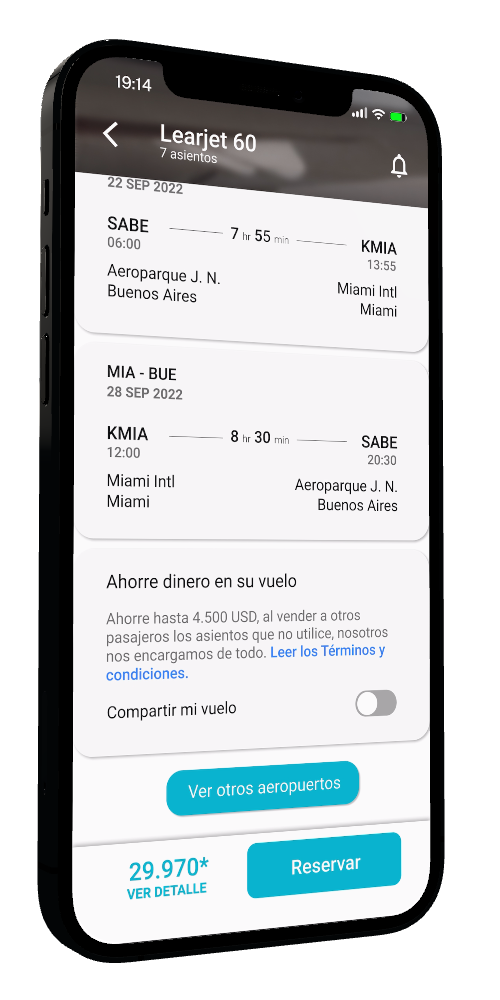 19:14
Learjet 60
7 asientos
22 SEP 2022
SABE 7 hr 55 min KMIA
06:00 13:55
Aeroparque J. N. Miami Intl
Buenos Aires Miami
MIA - BUE
28 SEP 2022
KMIA 8 hr 30 min SABE
12:00 20:30
Miami Intl Aeroparque J. N.
Miami Buenos Aires
Ahorre dinero en su vuelo
Ahorre hasta 4.500 USD, al vender a otros
pasajeros los asientos que no utilice, nosotros
nos encargamos de todo. Leer los Términos y
condiciones.
Compartir mi vuelo
Ver otros aeropuertos
29.970*
VER DETALLE
Reservar